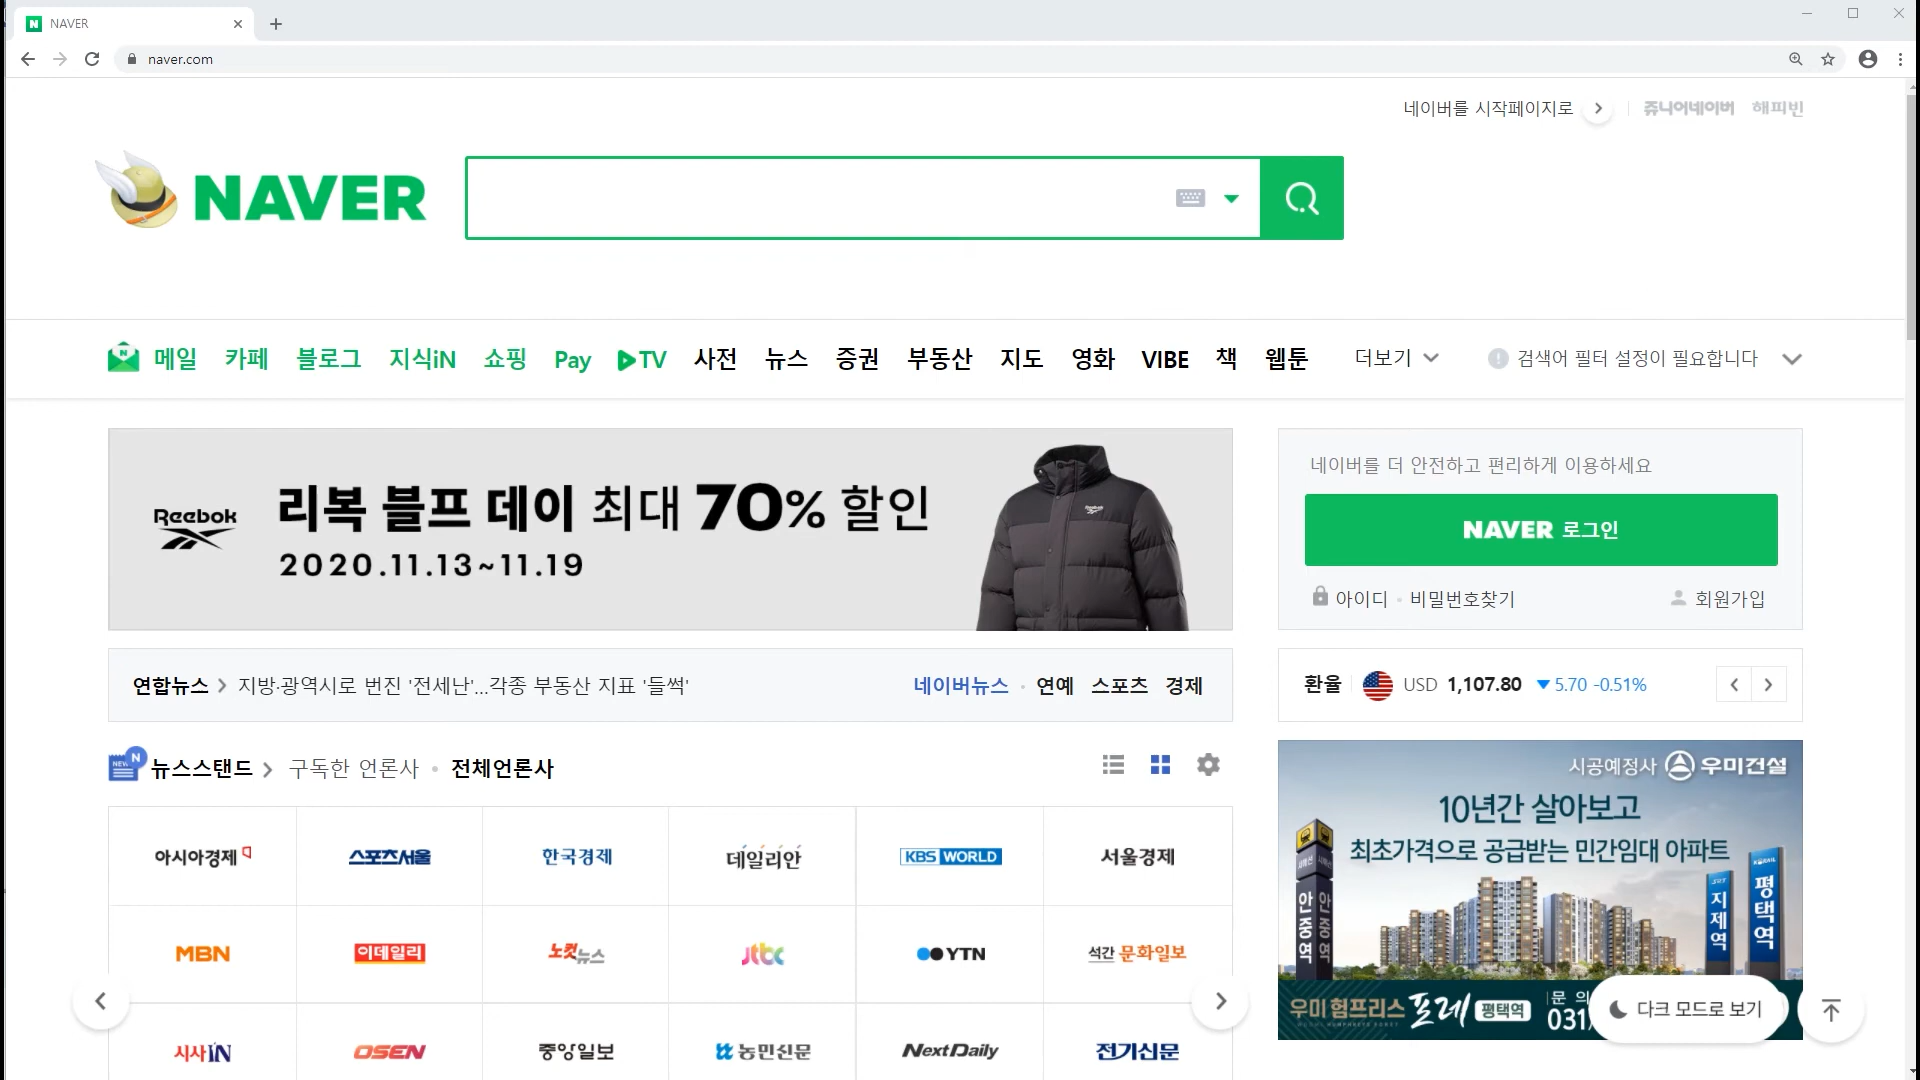 NAVER
naver.com
네이버를 시작페이지로
쥬니어네이버 해피빈
NAVER
메일 카페 블로그 지식iN 쇼핑 Pay TV 사전 뉴스 증권 부동산 지도 영화 VIBE 책 웹툰 더보기 검색어 필터 설정이 필요합니다
Reebok
리복 블프 데이 최대 70% 할인
2020.11.13~11.19
네이버를 더 안전하고 편리하게 이용하세요
NAVER 로그인
아이디 · 비밀번호찾기 회원가입
연합뉴스 > 지방·광역시로 번진 '전세난'...각종 부동산 지표 '들썩'
네이버뉴스 · 연예 스포츠 경제
환율 USD 1,107.80 ▼ 5.70 -0.51%
뉴스스탠드 > 구독한 언론사 · 전체언론사
아시아경제 스포츠서울 한국경제 데일리안 KBS WORLD 서울경제
MBN 이데일리 노컷뉴스 jtbc YTN 석간 문화일보
시사IN OSEN 중앙일보 농민신문 NextDaily 전기신문
시공예정사 우미건설
10년간 살아보고
최초가격으로 공급받는 민간임대 아파트
안중역
안중역
SRT 지제역
KORAIL 평택역
우미 험프리스 포레 평택역
문 의
031
다크 모드로 보기